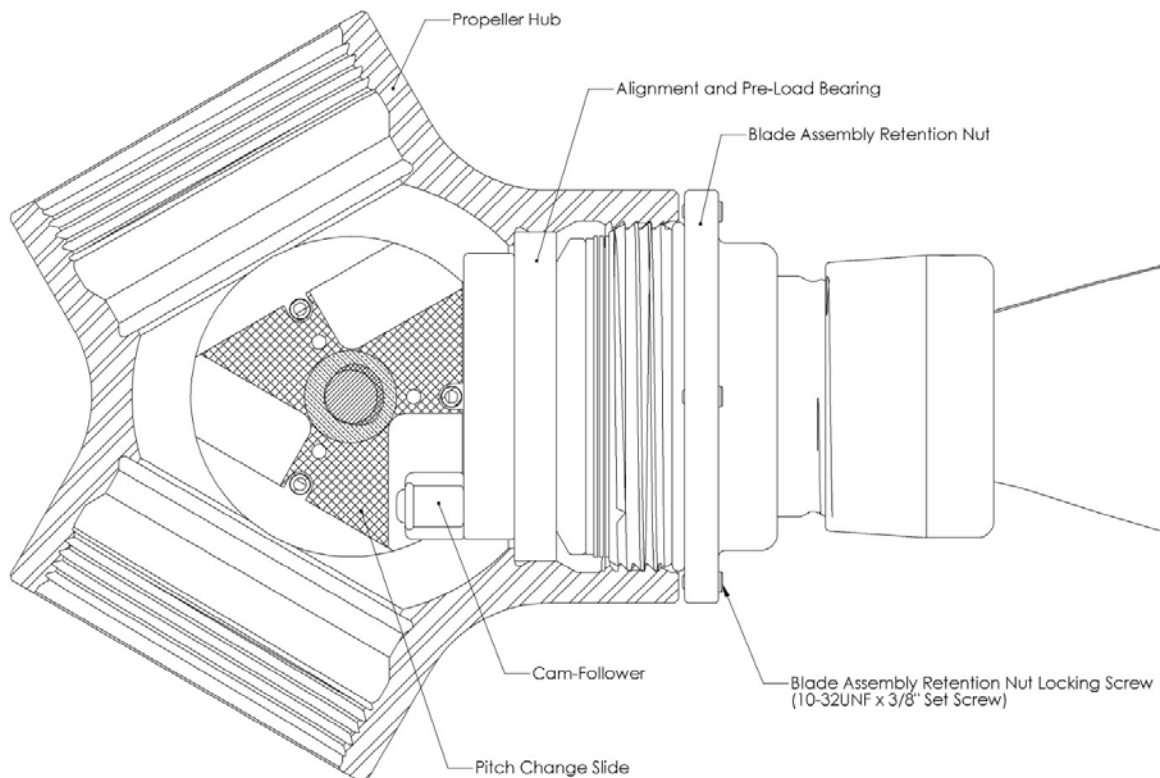 Propeller Hub
Alignment and Pre-Load Bearing
Blade Assembly Retention Nut
Cam-Follower
Blade Assembly Retention Nut Locking Screw
(10-32UNF x 3/8" Set Screw)
Pitch Change Slide